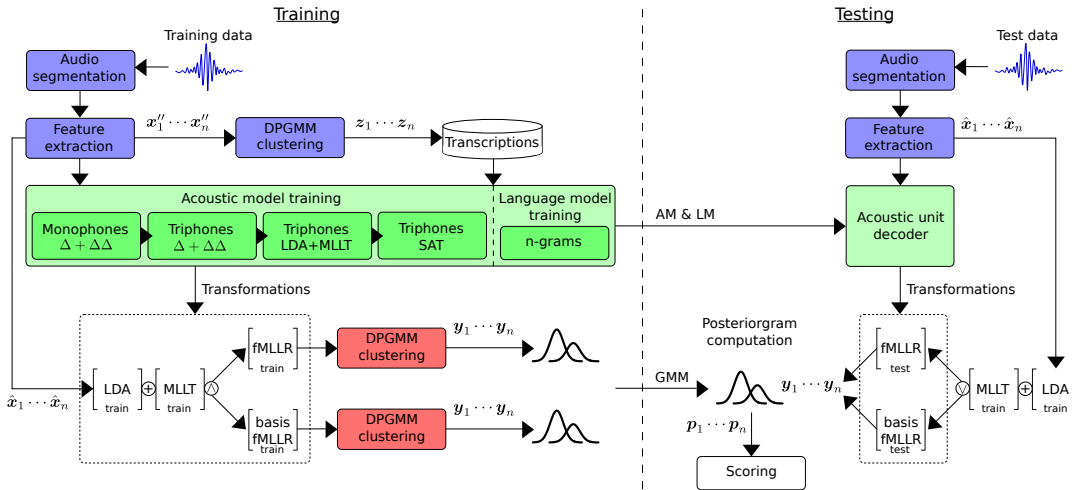 Training
Testing
Training data
Test data
Audio
segmentation
Audio
segmentation
Feature
extraction
x''₁ ⋯ x''ₙ
DPGMM
clustering
z₁ ⋯ zₙ
Transcriptions
Feature
extraction
x̂₁ ⋯ x̂ₙ
Acoustic model training
Language model
training
Monophones
Δ + ΔΔ
Triphones
Δ + ΔΔ
Triphones
LDA+MLLT
Triphones
SAT
n-grams
AM & LM
Acoustic unit
decoder
Transformations
Transformations
x̂₁ ⋯ x̂ₙ
[LDA] train
⊕
[MLLT] train
∨
[fMLLR] train
[basis
fMLLR] train
DPGMM
clustering
y₁ ⋯ yₙ
DPGMM
clustering
y₁ ⋯ yₙ
GMM
Posteriorgram
computation
y₁ ⋯ yₙ
p₁ ⋯ pₙ
Scoring
[fMLLR] test
[basis
fMLLR] test
∨
[MLLT] train
⊕
[LDA] train